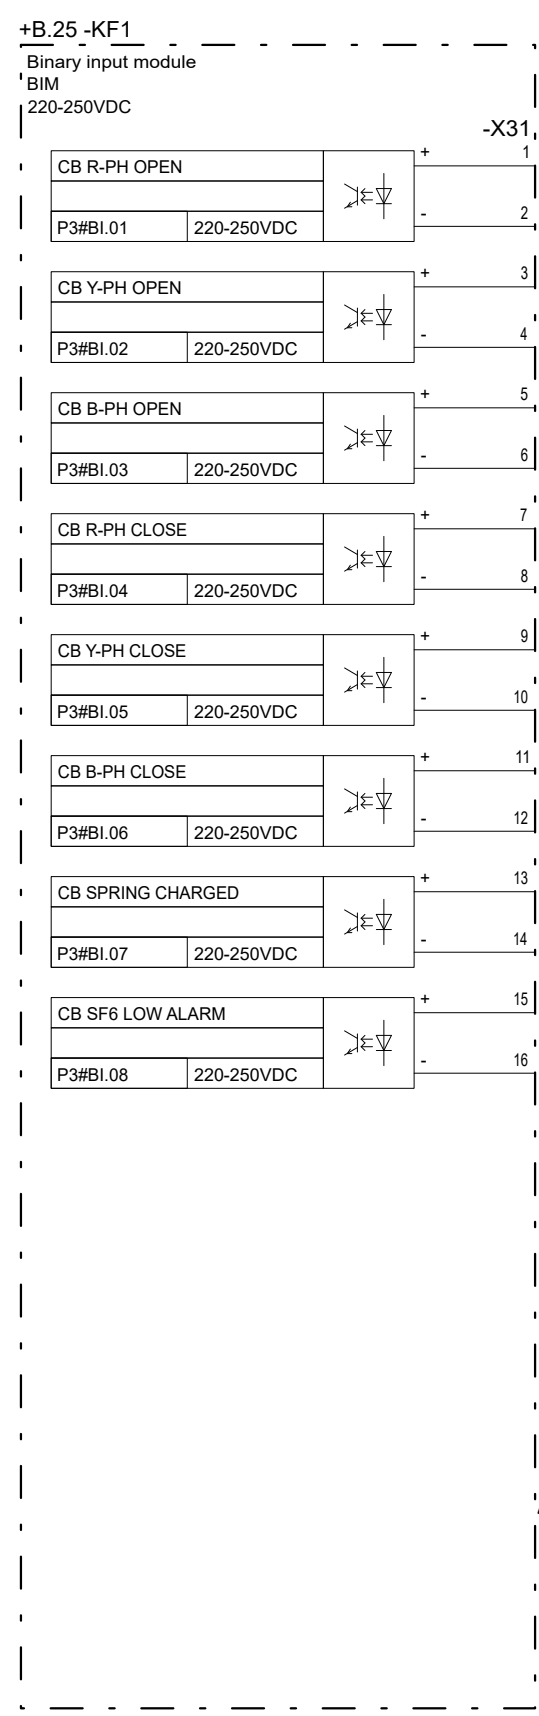 +B.25 -KF1
Binary input module
BIM
220-250VDC
-X31
CB R-PH OPEN
+ 1
P3#BI.01 220-250VDC
- 2
CB Y-PH OPEN
+ 3
P3#BI.02 220-250VDC
- 4
CB B-PH OPEN
+ 5
P3#BI.03 220-250VDC
- 6
CB R-PH CLOSE
+ 7
P3#BI.04 220-250VDC
- 8
CB Y-PH CLOSE
+ 9
P3#BI.05 220-250VDC
- 10
CB B-PH CLOSE
+ 11
P3#BI.06 220-250VDC
- 12
CB SPRING CHARGED
+ 13
P3#BI.07 220-250VDC
- 14
CB SF6 LOW ALARM
+ 15
P3#BI.08 220-250VDC
- 16